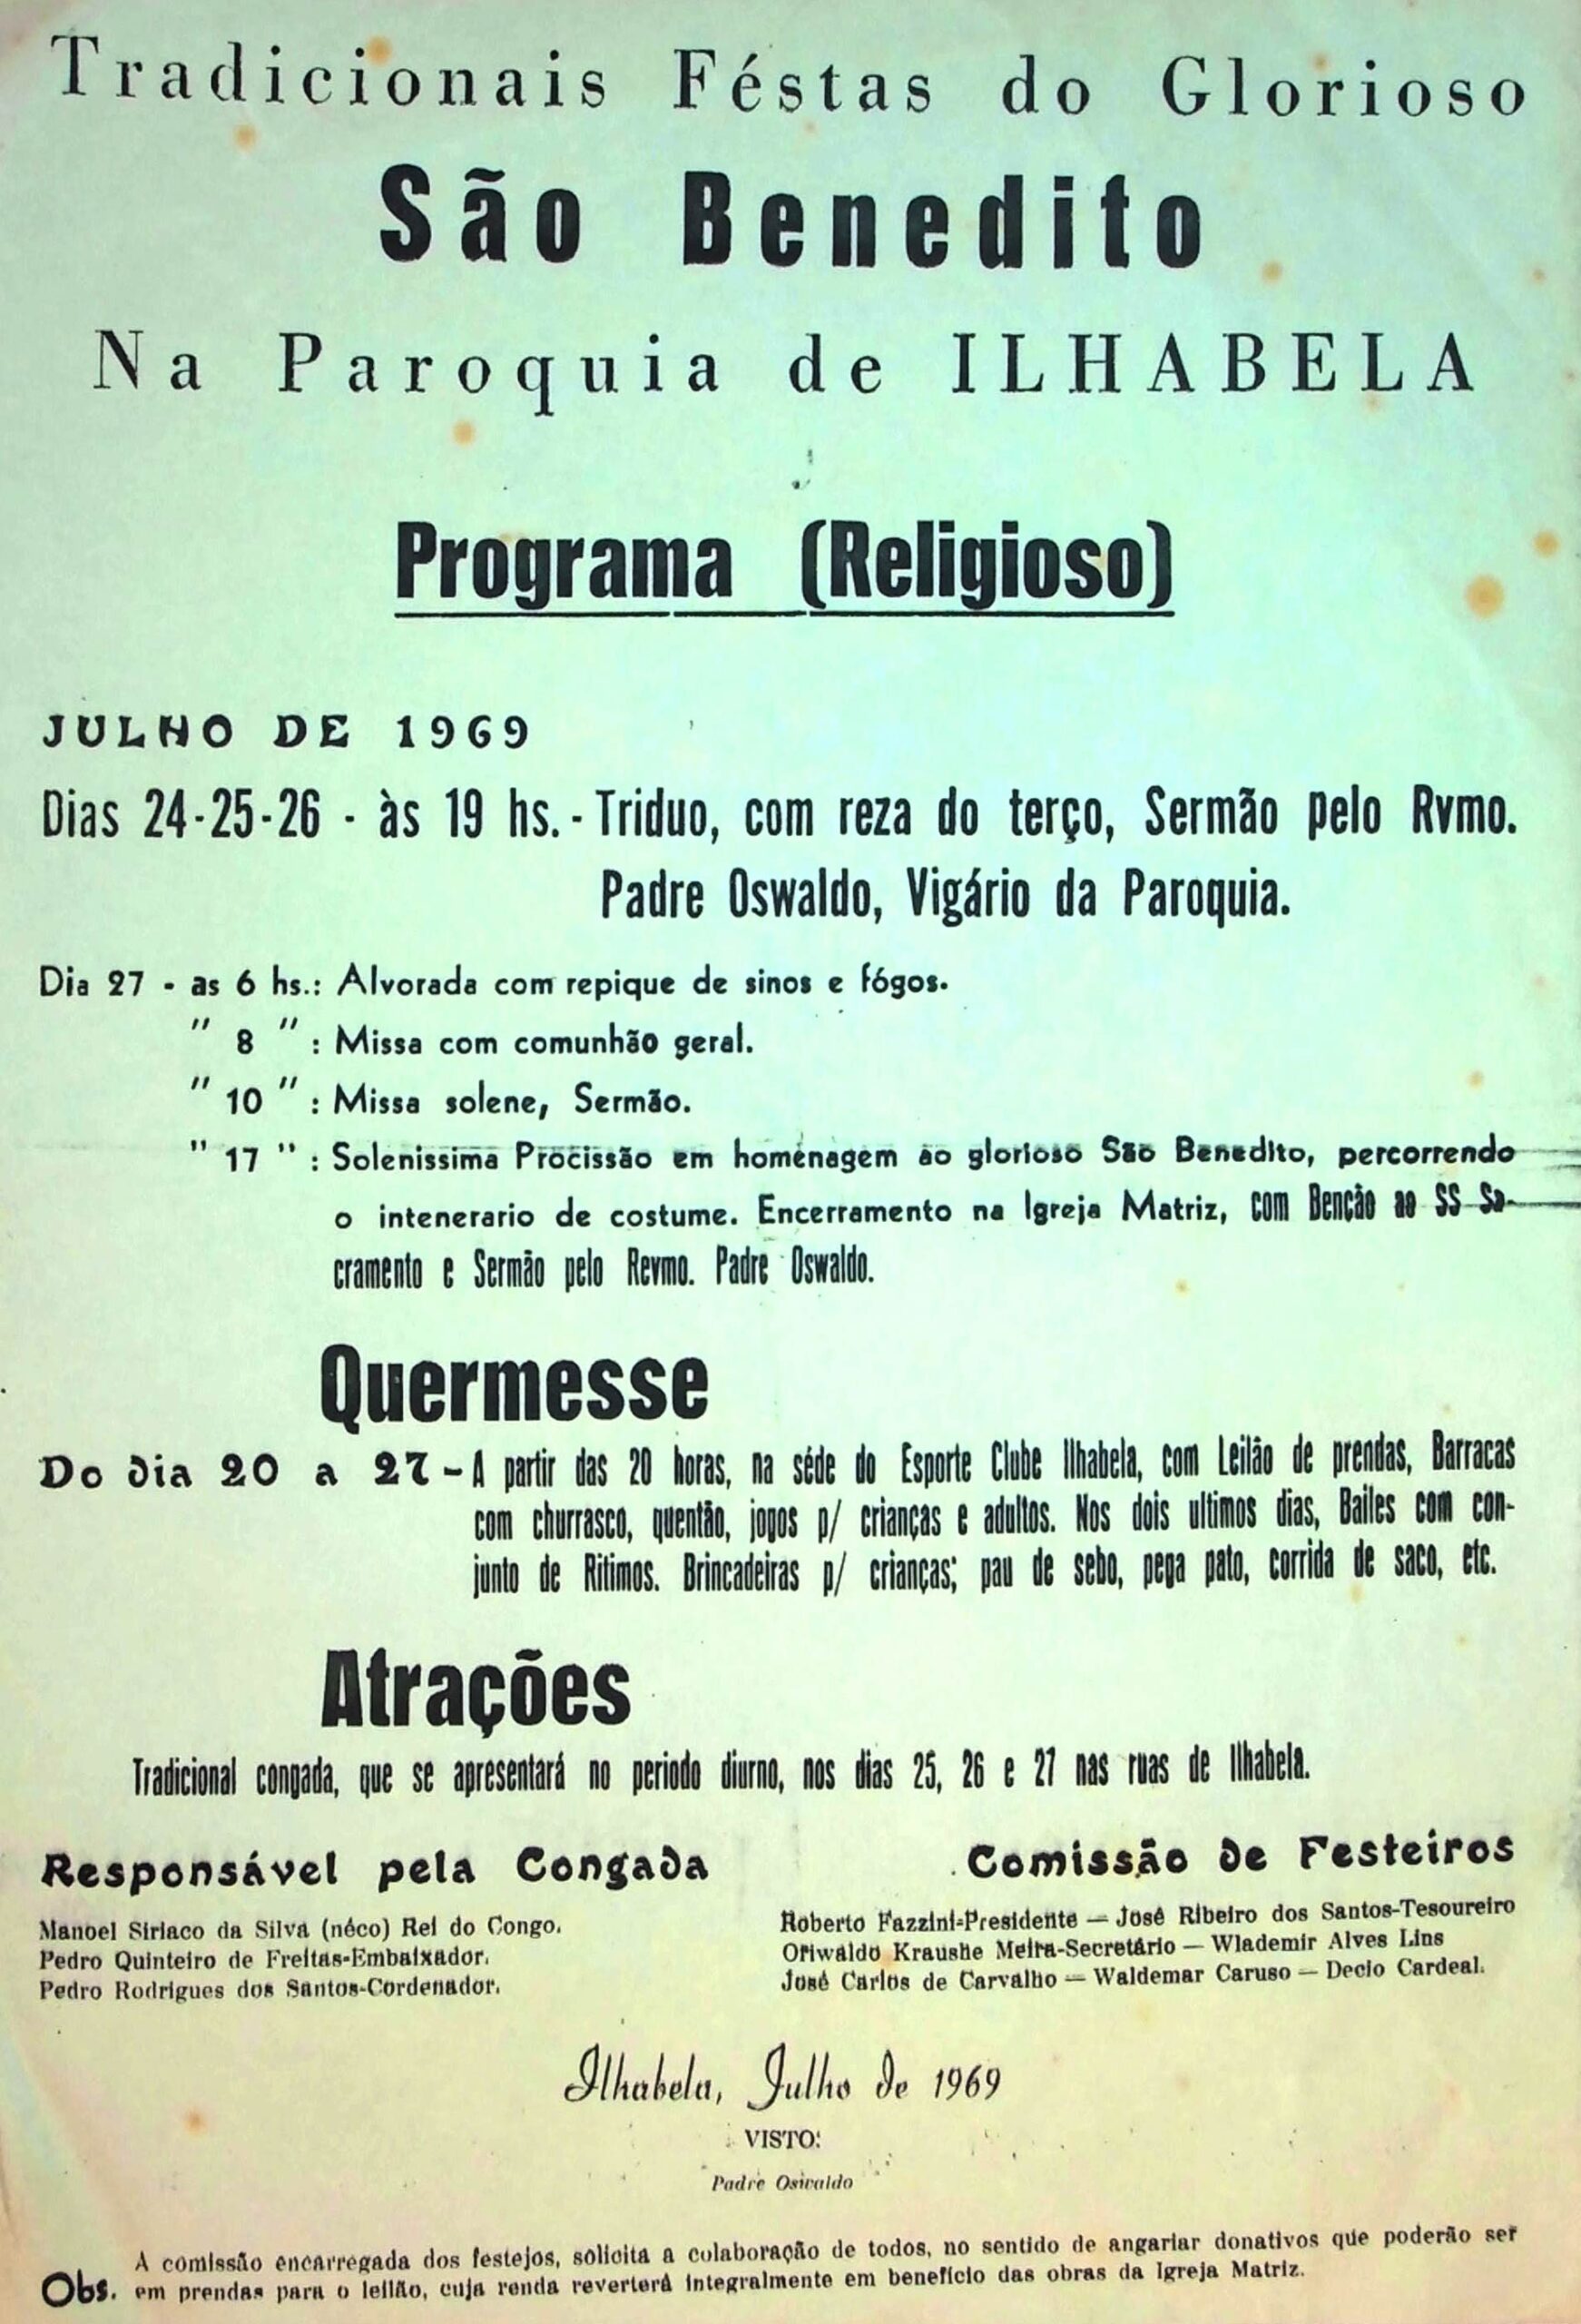 Tradicionais Féstas do Glorioso
São Benedito
Na Paroquia de ILHABELA
Programa (Religioso)
JULHO DE 1969
Dias 24-25-26 - às 19 hs. - Triduo, com reza do terço, Sermão pelo Rvmo.
Padre Oswaldo, Vigário da Paroquia.
Dia 27 - as 6 hs.: Alvorada com repique de sinos e fógos.
" 8 " : Missa com comunhão geral.
" 10 " : Missa solene, Sermão.
" 17 " : Solenissima Procissão em homenagem ao glorioso São Benedito, percorrendo
o intenerario de costume. Encerramento na Igreja Matriz, com Benção ao SS Sa-
cramento e Sermão pelo Revmo. Padre Oswaldo.
Quermesse
Do dia 20 a 27 - A partir das 20 horas, na séde do Esporte Clube Ilhabela, com Leilão de prendas, Barracas
com churrasco, quentão, jogos p/ crianças e adultos. Nos dois ultimos dias, Bailes com con-
junto de Ritimos. Brincadeiras p/ crianças; pau de sebo, pega pato, corrida de saco, etc.
Atrações
Tradicional congada, que se apresentará no periodo diurno, nos dias 25, 26 e 27 nas ruas de Ilhabela.
Responsável pela Congada
Manoel Siriaco da Silva (néco) Rei do Congo.
Pedro Quinteiro de Freitas-Embaixador.
Pedro Rodrigues dos Santos-Cordenador.
Comissão de Festeiros
Roberto Fazzini-Presidente — José Ribeiro dos Santos-Tesoureiro
Oriwaldo Kraushe Meira-Secretário — Wlademir Alves Lins
José Carlos de Carvalho — Waldemar Caruso — Decio Cardeal.
Ilhabela, Julho de 1969
VISTO:
Padre Oswaldo
Obs. A comissão encarregada dos festejos, solicita a colaboração de todos, no sentido de angariar donativos que poderão ser
em prendas para o leilão, cuja renda reverterá integralmente em beneficio das obras da Igreja Matriz.